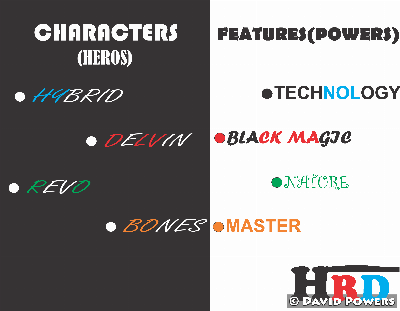 CHARACTERS
(HEROS)
FEATURES(POWERS)
HYBRID
TECHNOLOGY
DELVIN
BLACK MAGIC
REVO
NATURE
BONES
MASTER
HRD
© David Powers